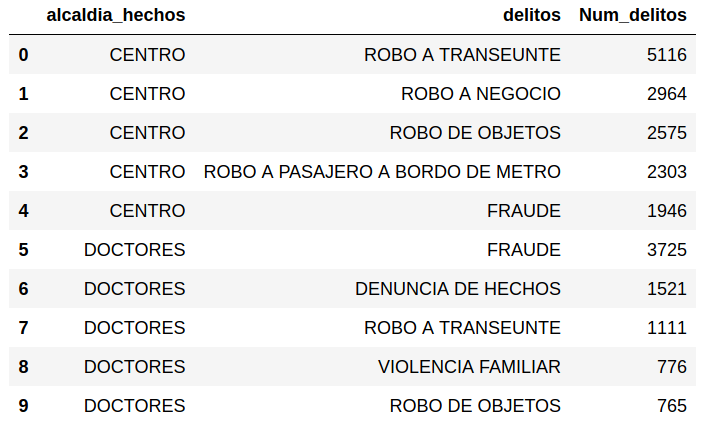 alcaldia_hechos delitos Num_delitos
0 CENTRO ROBO A TRANSEUNTE 5116
1 CENTRO ROBO A NEGOCIO 2964
2 CENTRO ROBO DE OBJETOS 2575
3 CENTRO ROBO A PASAJERO A BORDO DE METRO 2303
4 CENTRO FRAUDE 1946
5 DOCTORES FRAUDE 3725
6 DOCTORES DENUNCIA DE HECHOS 1521
7 DOCTORES ROBO A TRANSEUNTE 1111
8 DOCTORES VIOLENCIA FAMILIAR 776
9 DOCTORES ROBO DE OBJETOS 765